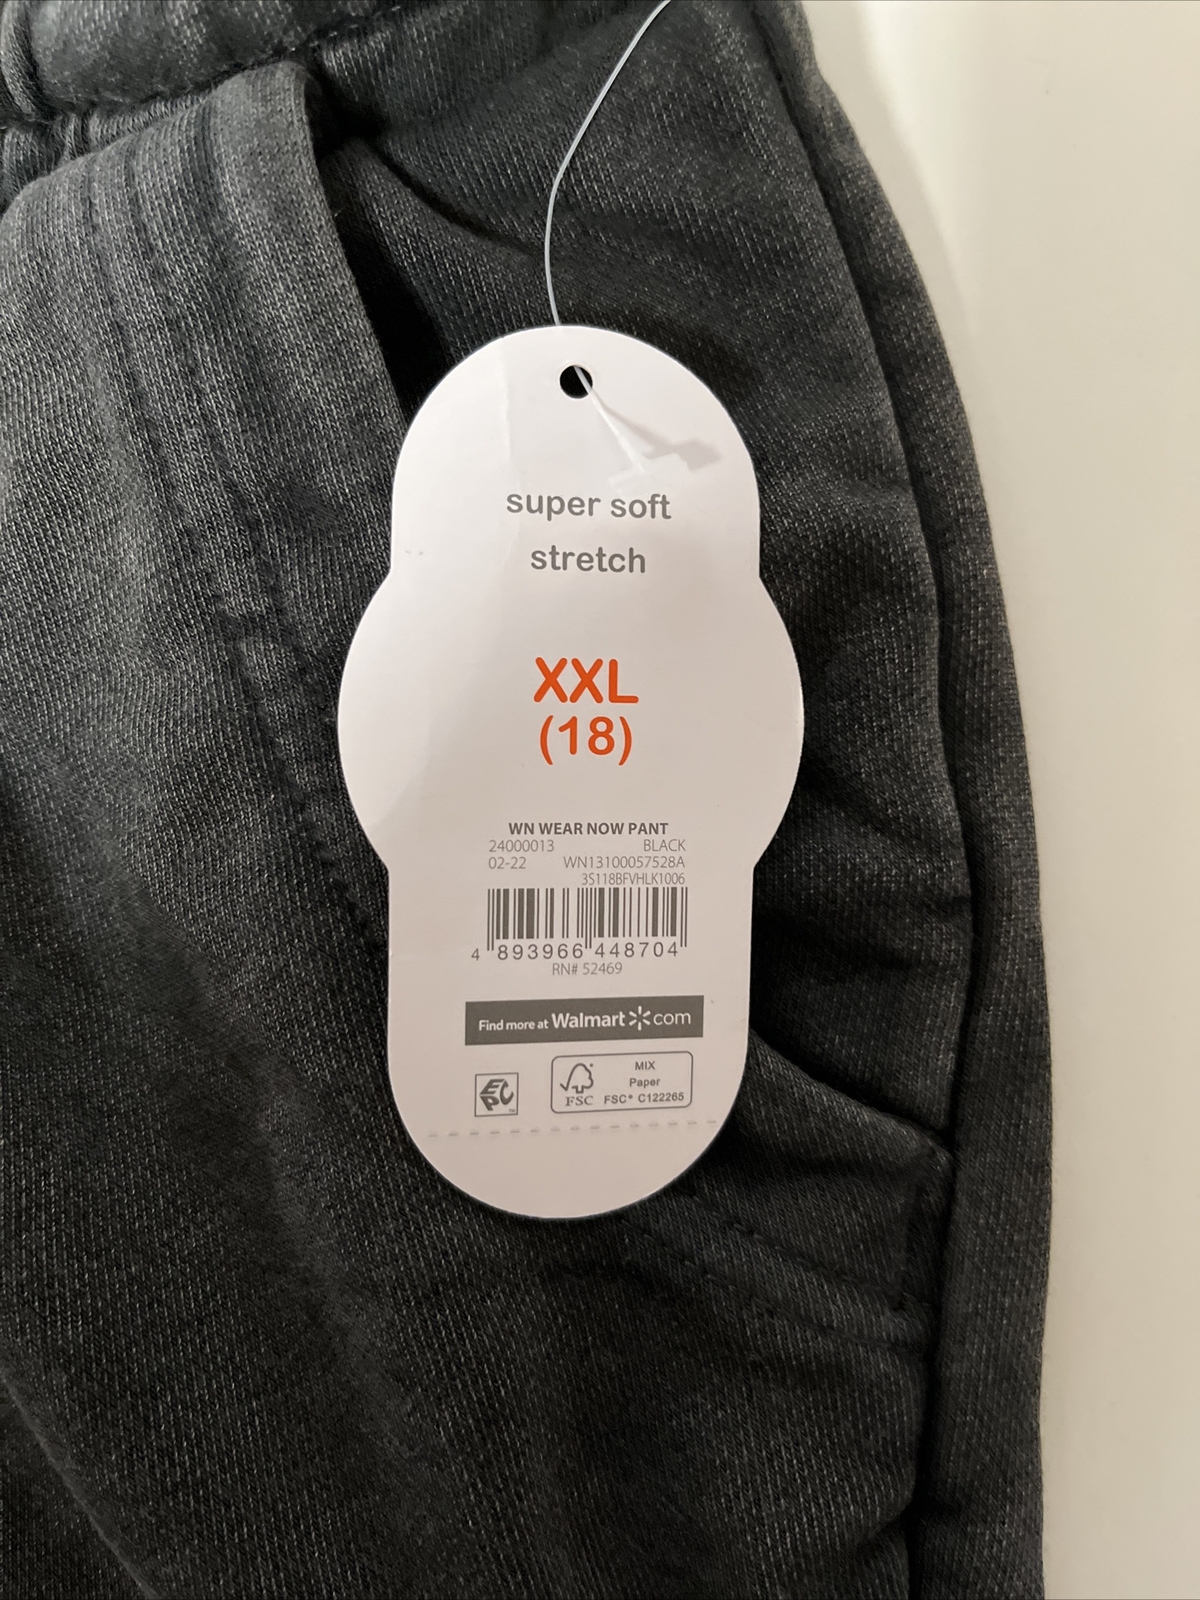 super soft
stretch
XXL
(18)
WN WEAR NOW PANT
24000013 BLACK
02-22 WN13100057528A
3S118BFVHLK1006
4 893966 448704
RN# 52469
Find more at Walmart com
EPC™
MIX
Paper
FSC FSC® C122265